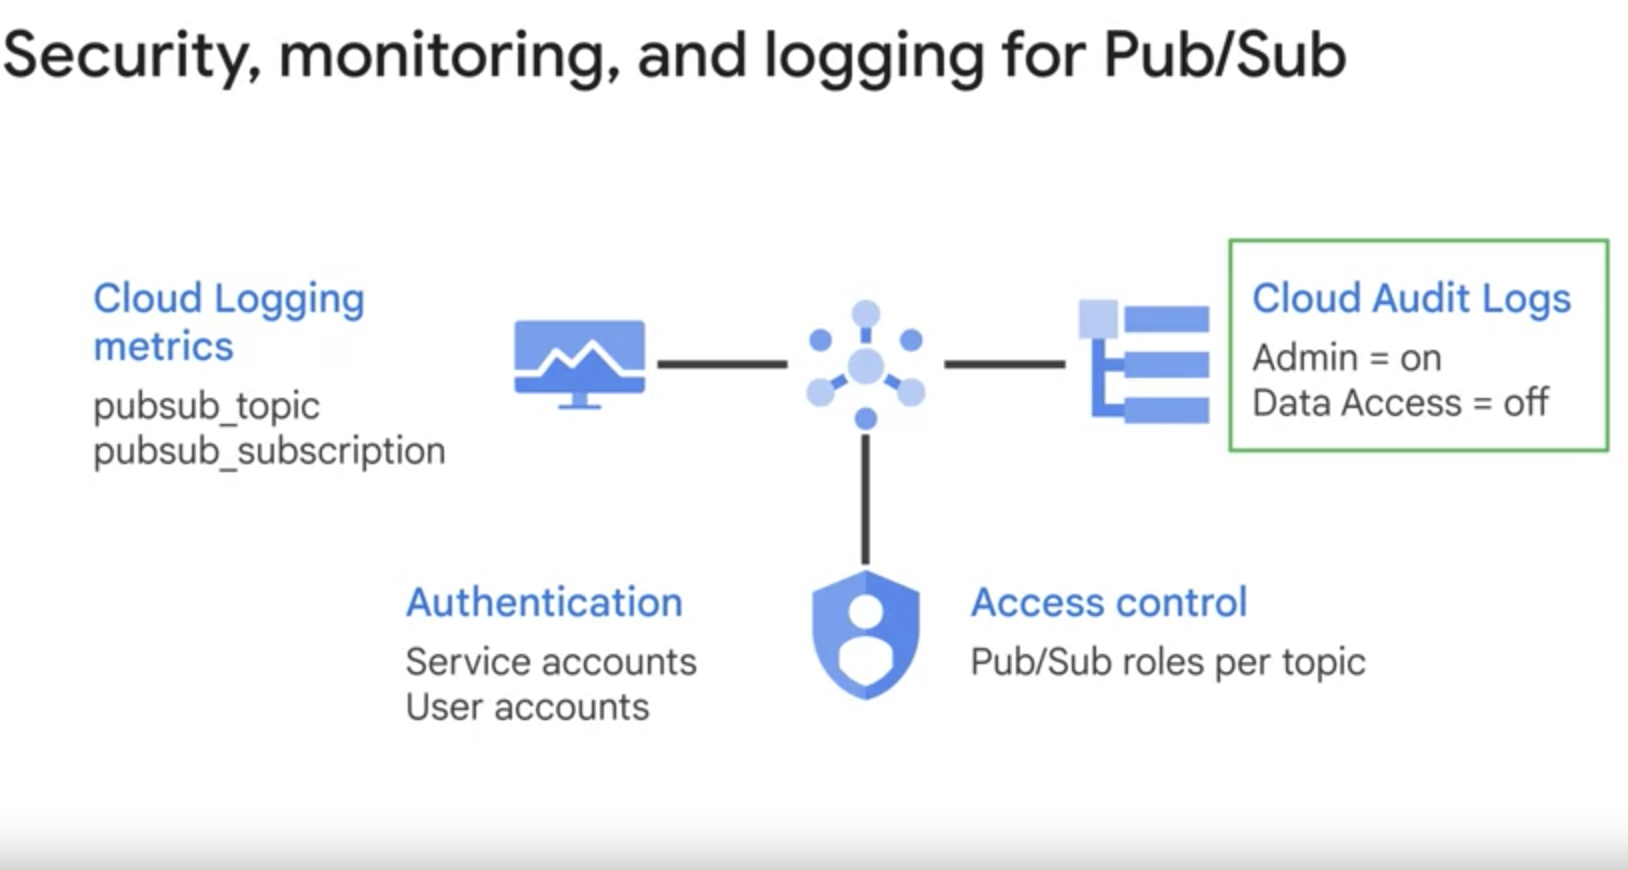 Security, monitoring, and logging for Pub/Sub
Cloud Logging
metrics
pubsub_topic
pubsub_subscription
Cloud Audit Logs
Admin = on
Data Access = off
Authentication
Service accounts
User accounts
Access control
Pub/Sub roles per topic